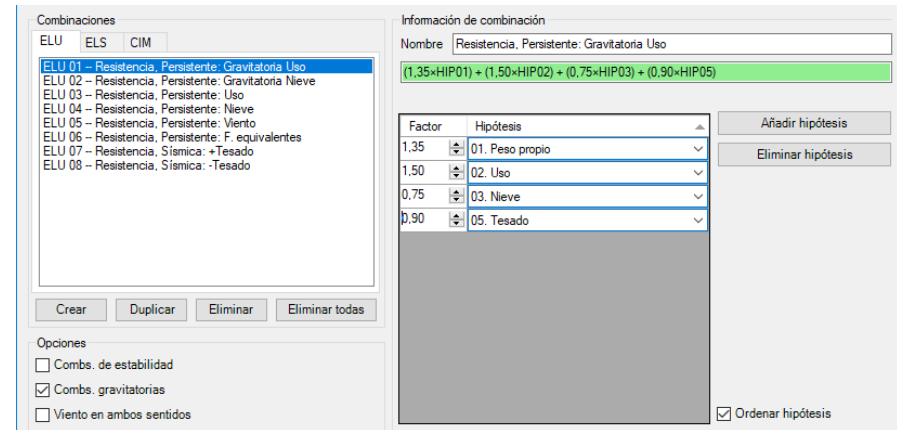 Combinaciones
ELU ELS CIM
ELU 01 -- Resistencia, Persistente: Gravitatoria Uso
ELU 02 -- Resistencia, Persistente: Gravitatoria Nieve
ELU 03 -- Resistencia, Persistente: Uso
ELU 04 -- Resistencia, Persistente: Nieve
ELU 05 -- Resistencia, Persistente: Viento
ELU 06 -- Resistencia, Persistente: F. equivalentes
ELU 07 -- Resistencia, Sísmica: +Tesado
ELU 08 -- Resistencia, Sísmica: -Tesado
Crear Duplicar Eliminar Eliminar todas
Opciones
Combs. de estabilidad
Combs. gravitatorias
Viento en ambos sentidos
Información de combinación
Nombre Resistencia, Persistente: Gravitatoria Uso
(1,35×HIP01) + (1,50×HIP02) + (0,75×HIP03) + (0,90×HIP05)
Factor Hipótesis
1,35 01. Peso propio
1,50 02. Uso
0,75 03. Nieve
0,90 05. Tesado
Añadir hipótesis
Eliminar hipótesis
Ordenar hipótesis